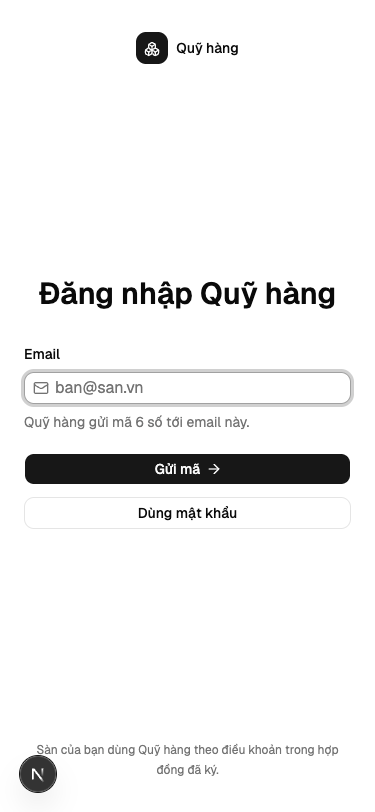 Quỹ hàng
Đăng nhập Quỹ hàng
Email
ban@san.vn
Quỹ hàng gửi mã 6 số tới email này.
Gửi mã
Dùng mật khẩu
Sàn của bạn dùng Quỹ hàng theo điều khoản trong hợp
đồng đã ký.
N